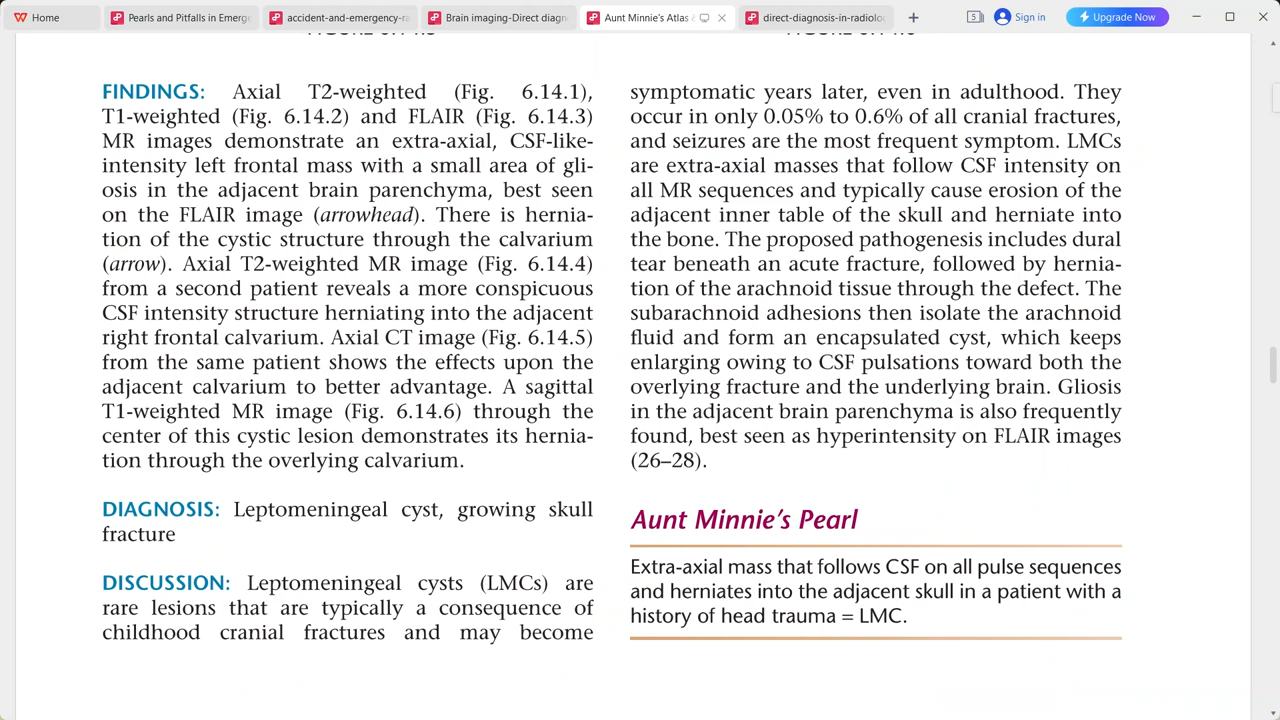 Home
Pearls and Pitfalls in Emerg
accident-and-emergency-ra
Brain imaging-Direct diagn
Aunt Minnie's Atlas &
direct-diagnosis-in-radiolo
5
Sign in
Upgrade Now
FINDINGS: Axial T2-weighted (Fig. 6.14.1),
T1-weighted (Fig. 6.14.2) and FLAIR (Fig. 6.14.3)
MR images demonstrate an extra-axial, CSF-like-
intensity left frontal mass with a small area of gli-
osis in the adjacent brain parenchyma, best seen
on the FLAIR image (arrowhead). There is hernia-
tion of the cystic structure through the calvarium
(arrow). Axial T2-weighted MR image (Fig. 6.14.4)
from a second patient reveals a more conspicuous
CSF intensity structure herniating into the adjacent
right frontal calvarium. Axial CT image (Fig. 6.14.5)
from the same patient shows the effects upon the
adjacent calvarium to better advantage. A sagittal
T1-weighted MR image (Fig. 6.14.6) through the
center of this cystic lesion demonstrates its hernia-
tion through the overlying calvarium.
DIAGNOSIS: Leptomeningeal cyst, growing skull
fracture
DISCUSSION: Leptomeningeal cysts (LMCs) are
rare lesions that are typically a consequence of
childhood cranial fractures and may become
symptomatic years later, even in adulthood. They
occur in only 0.05% to 0.6% of all cranial fractures,
and seizures are the most frequent symptom. LMCs
are extra-axial masses that follow CSF intensity on
all MR sequences and typically cause erosion of the
adjacent inner table of the skull and herniate into
the bone. The proposed pathogenesis includes dural
tear beneath an acute fracture, followed by hernia-
tion of the arachnoid tissue through the defect. The
subarachnoid adhesions then isolate the arachnoid
fluid and form an encapsulated cyst, which keeps
enlarging owing to CSF pulsations toward both the
overlying fracture and the underlying brain. Gliosis
in the adjacent brain parenchyma is also frequently
found, best seen as hyperintensity on FLAIR images
(26–28).
Aunt Minnie's Pearl
Extra-axial mass that follows CSF on all pulse sequences
and herniates into the adjacent skull in a patient with a
history of head trauma = LMC.